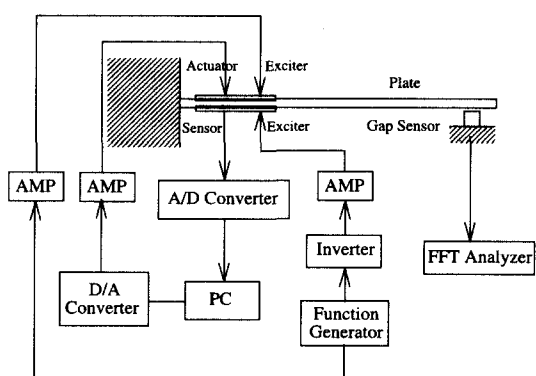 Actuator
Exciter
Plate
Sensor
Exciter
Gap Sensor
AMP
AMP
A/D Converter
AMP
Inverter
FFT Analyzer
D/A
Converter
PC
Function
Generator